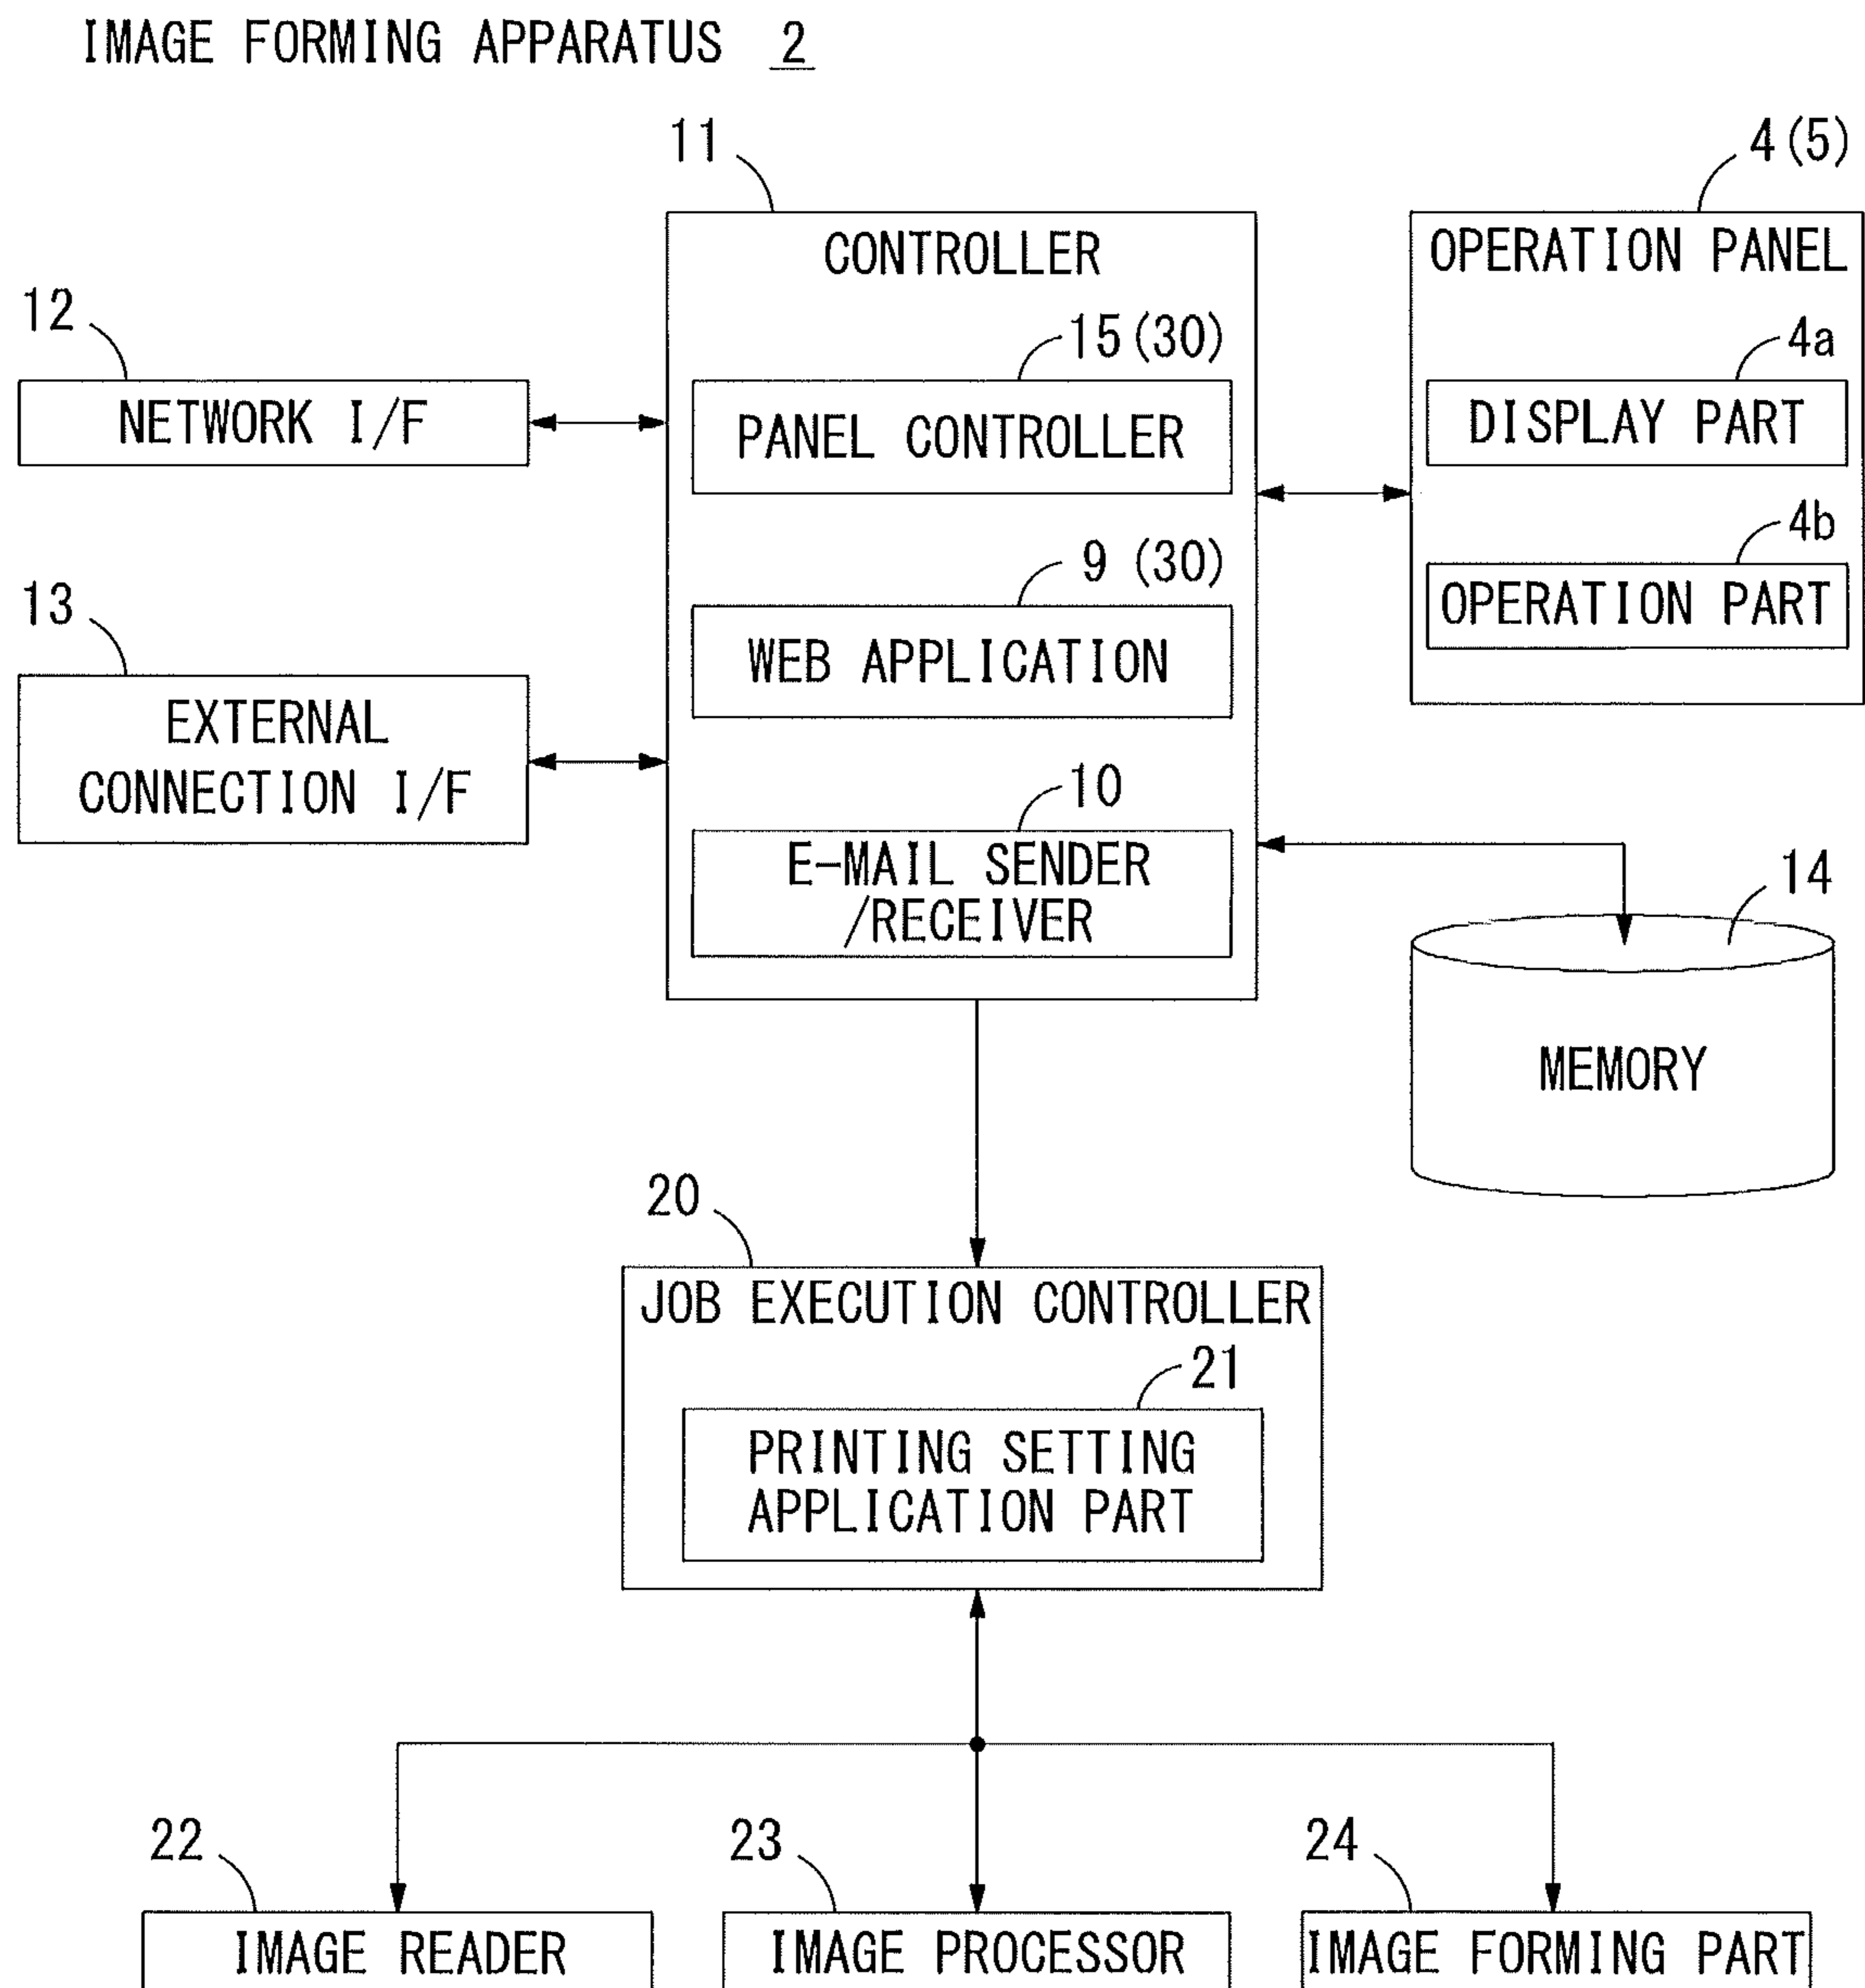 IMAGE FORMING APPARATUS 2
11
4(5)
CONTROLLER
OPERATION PANEL
12
15(30)
4a
NETWORK I/F
PANEL CONTROLLER
DISPLAY PART
9 (30)
4b
13
WEB APPLICATION
OPERATION PART
EXTERNAL
CONNECTION I/F
10
E-MAIL SENDER
/RECEIVER
14
MEMORY
20
JOB EXECUTION CONTROLLER
21
PRINTING SETTING
APPLICATION PART
22
23
24
IMAGE READER
IMAGE PROCESSOR
IMAGE FORMING PART